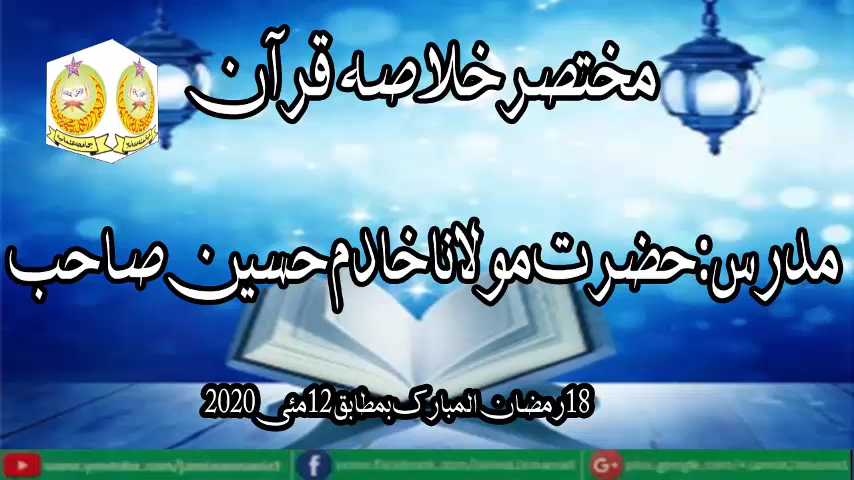 مختصر خلاصہ قرآن
مدرس: حضرت مولانا خادم حسین صاحب
18 رمضان المبارک بمطابق 12 مئی 2020